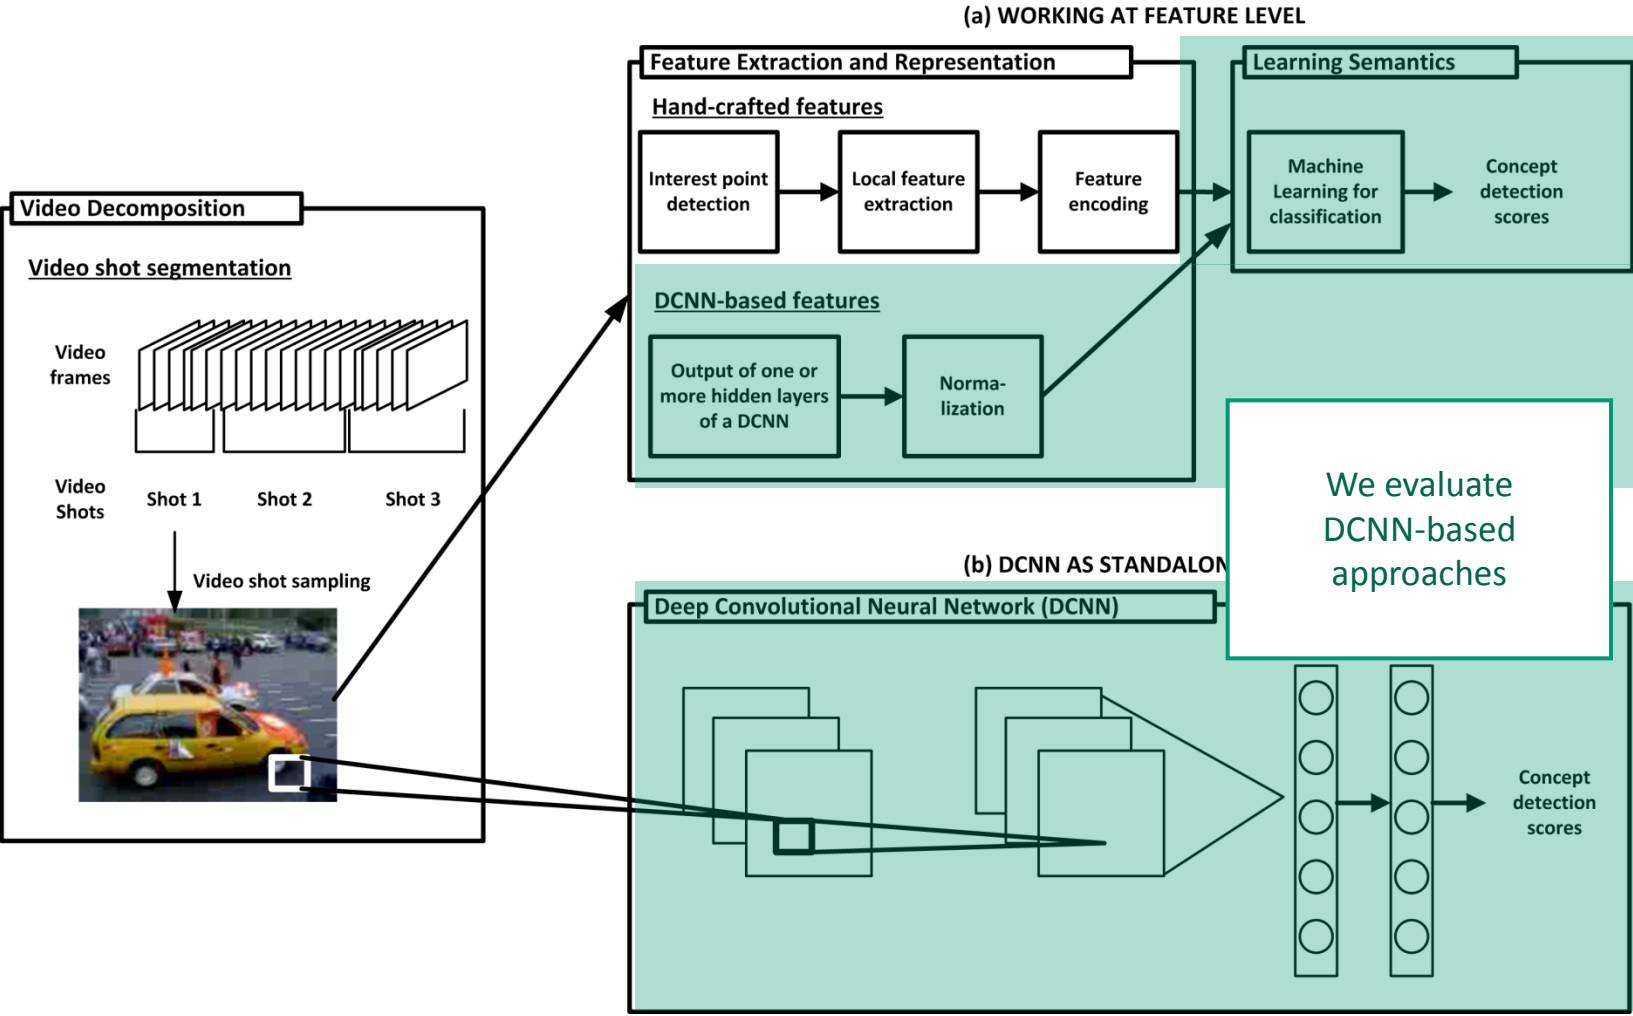 (a) WORKING AT FEATURE LEVEL
Feature Extraction and Representation
Learning Semantics
Hand-crafted features
Interest point
detection
Local feature
extraction
Feature
encoding
Machine
Learning for
classification
Concept
detection
scores
Video Decomposition
Video shot segmentation
Video
frames
Video
Shots
Shot 1
Shot 2
Shot 3
Video shot sampling
DCNN-based features
Output of one or
more hidden layers
of a DCNN
Norma-
lization
We evaluate
DCNN-based
approaches
(b) DCNN AS STANDALON
Deep Convolutional Neural Network (DCNN)
Concept
detection
scores